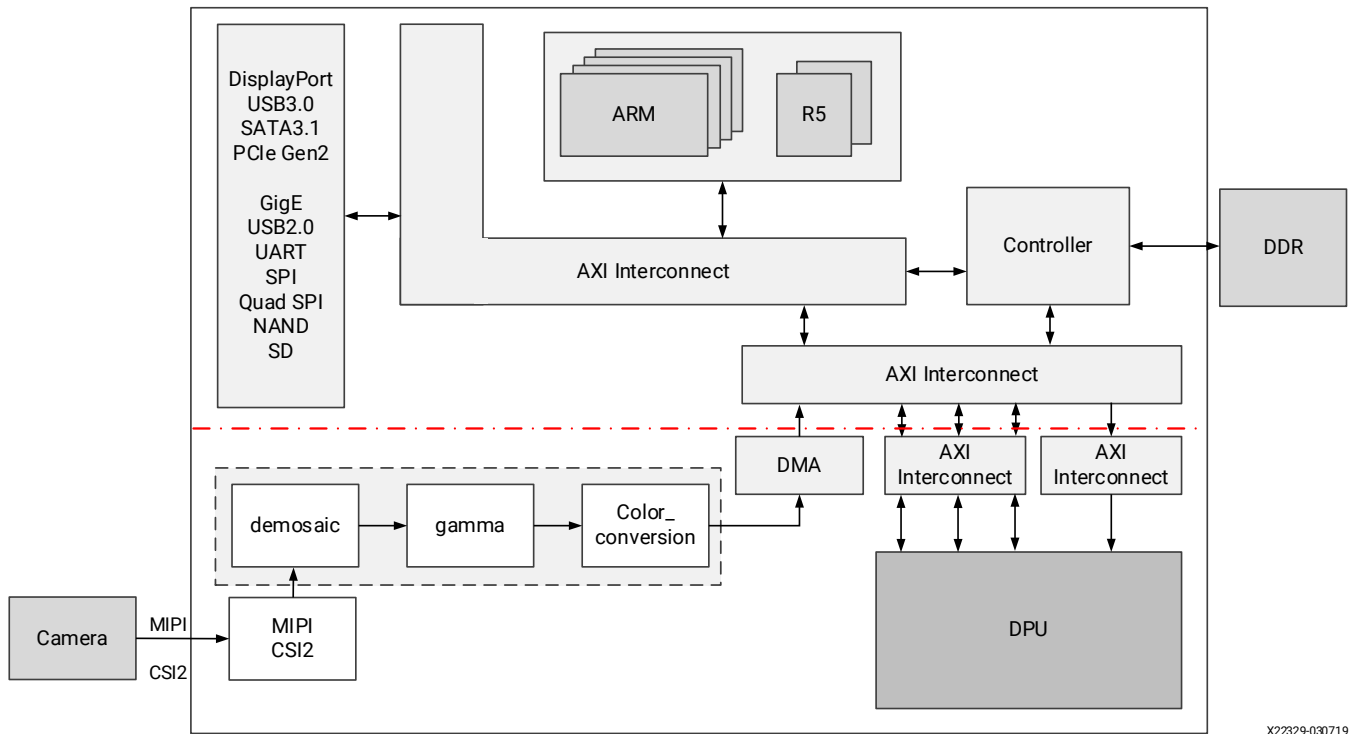 DisplayPort
USB3.0
SATA3.1
PCIe Gen2
GigE
USB2.0
UART
SPI
Quad SPI
NAND
SD
ARM
R5
AXI Interconnect
Controller
DDR
AXI Interconnect
DMA
AXI
Interconnect
AXI
Interconnect
demosaic
gamma
Color_
conversion
Camera
MIPI
CSI2
MIPI
CSI2
DPU
X22329-030719